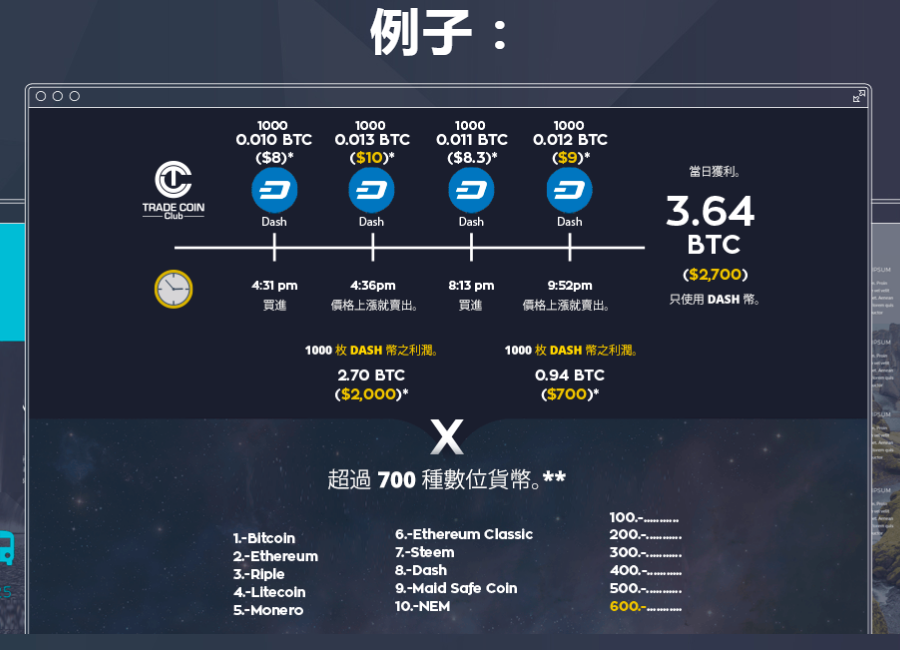 例子：
1000 1000 1000 1000
0.010 BTC 0.013 BTC 0.011 BTC 0.012 BTC
($8)* ($10)* ($8.3)* ($9)*
TRADE COIN
Club
Dash Dash Dash Dash
當日獲利。
3.64
BTC
($2,700)
只使用 DASH 幣。
4:31 pm 4:36pm 8:13 pm 9:52pm
買進 價格上漲就賣出。 買進 價格上漲就賣出。
1000 枚 DASH 幣之利潤。 1000 枚 DASH 幣之利潤。
2.70 BTC 0.94 BTC
($2,000)* ($700)*
X
超過 700 種數位貨幣。**
1.-Bitcoin
2.-Ethereum
3.-Riple
4.-Litecoin
5.-Monero
6.-Ethereum Classic
7.-Steem
8.-Dash
9.-Maid Safe Coin
10.-NEM
100.-..........
200.-..........
300.-..........
400.-..........
500.-..........
600.-..........